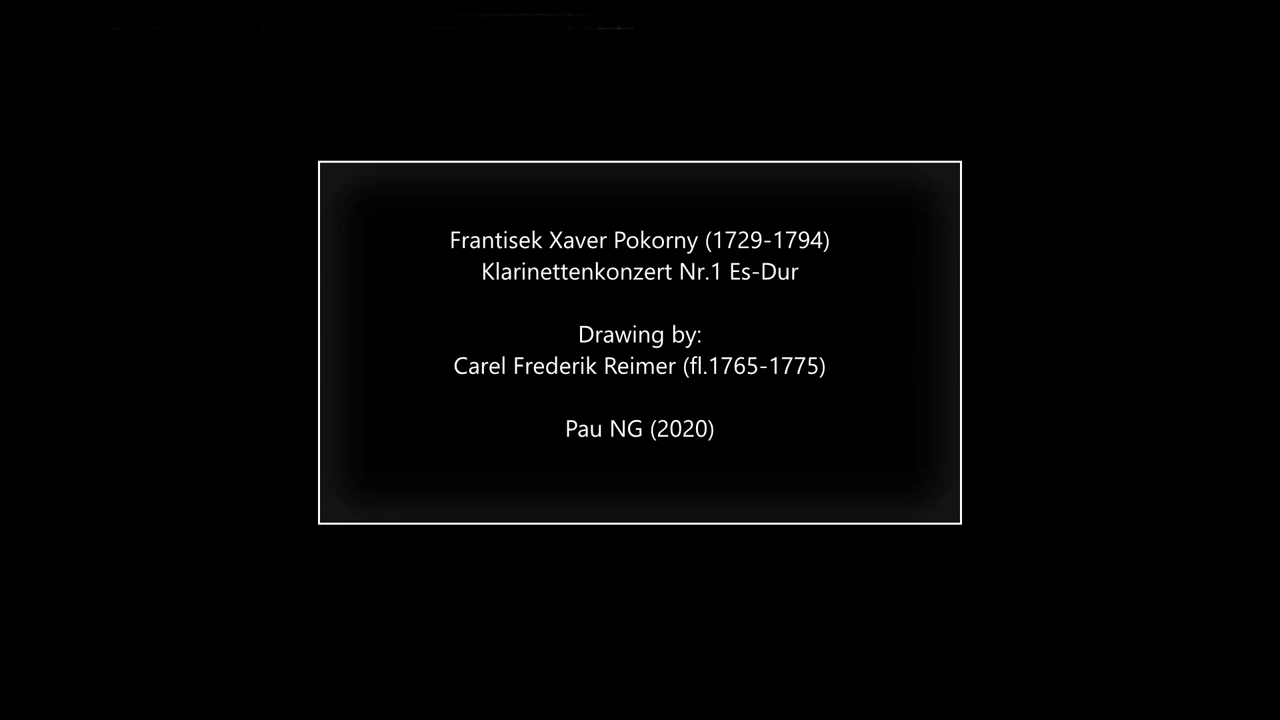 Frantisek Xaver Pokorny (1729-1794)
Klarinettenkonzert Nr.1 Es-Dur
Drawing by:
Carel Frederik Reimer (fl.1765-1775)
Pau NG (2020)